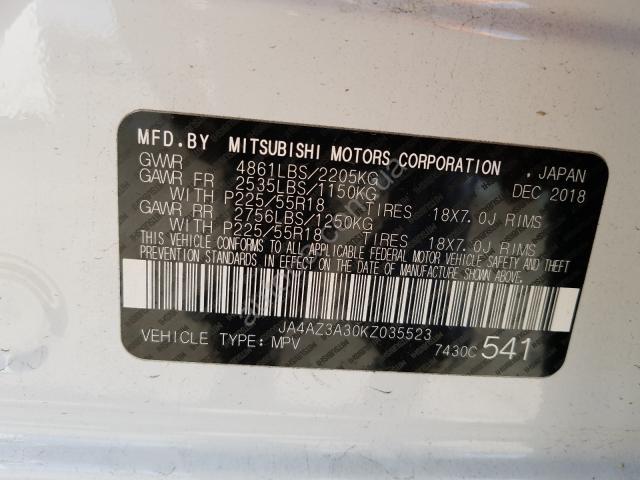 MFD.BY MITSUBISHI MOTORS CORPORATION , JAPAN
GVWR 4861LBS/2205KG DEC 2018
GAWR FR 2535LBS/1150KG
WITH P225/55R18 TIRES 18X7.0J RIMS
GAWR RR 2756LBS/1250KG
WITH P225/55R18 TIRES 18X7.0J RIMS
THIS VEHICLE CONFORMS TO ALL APPLICABLE FEDERAL MOTOR VEHICLE SAFETY AND THEFT
PREVENTION STANDARDS IN EFFECT ON THE DATE OF MANUFACTURE SHOWN ABOVE.
JA4AZ3A30KZ035523
VEHICLE TYPE: MPV 7430C 541